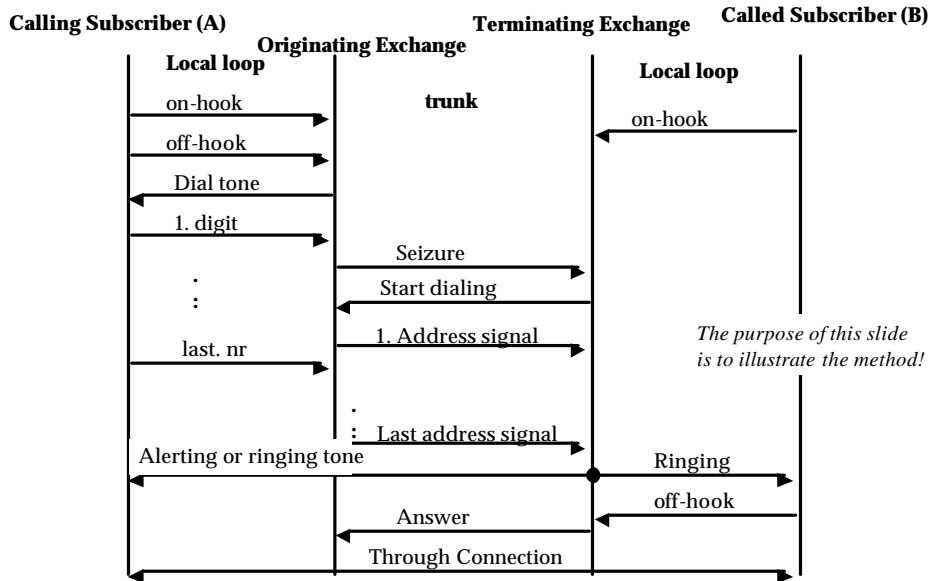 Calling Subscriber (A)
Originating Exchange
Terminating Exchange
Called Subscriber (B)
Local loop
trunk
Local loop
on-hook
on-hook
off-hook
Dial tone
1. digit
Seizure
Start dialing
.
:
1. Address signal
last. nr
The purpose of this slide
is to illustrate the method!
.
:
Last address signal
Alerting or ringing tone
Ringing
off-hook
Answer
Through Connection